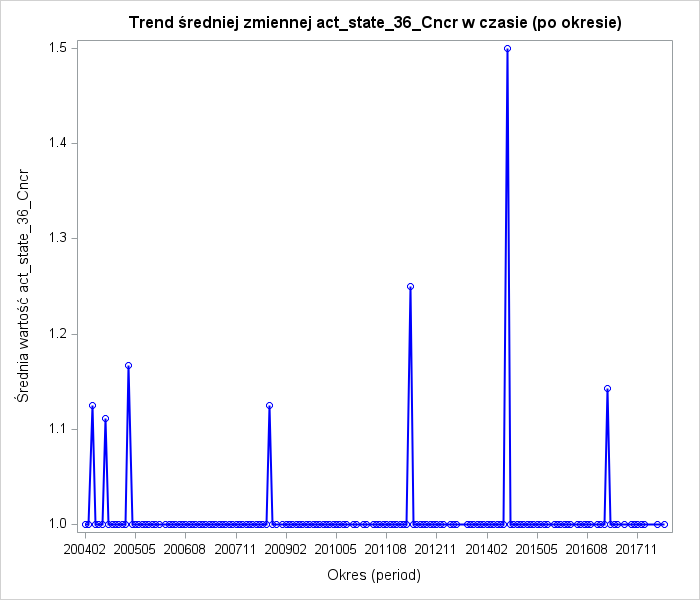 Trend średniej zmiennej act_state_36_Cncr w czasie (po okresie)
Średnia wartość act_state_36_Cncr
1.5
1.4
1.3
1.2
1.1
1.0
200402 200505 200608 200711 200902 201005 201108 201211 201402 201505 201608 201711
Okres (period)